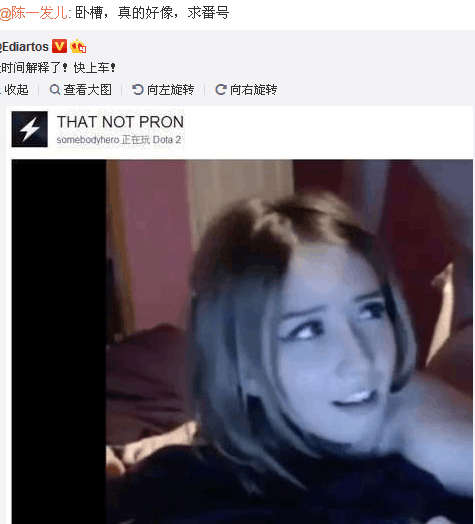 @陈一发儿: 卧槽，真的好像，求番号
Ediartos
时间解释了！快上车！
收起 查看大图 向左旋转 向右旋转
THAT NOT PRON
somebodyhero 正在玩 Dota 2